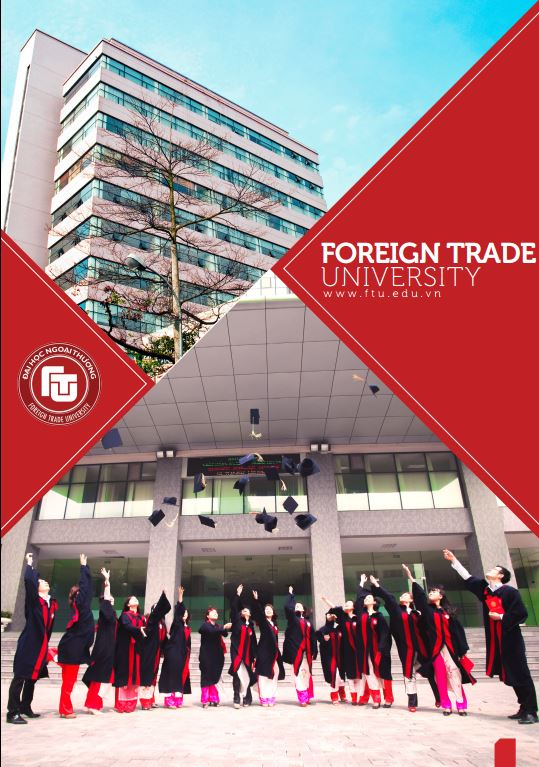 FOREIGN TRADE
UNIVERSITY
www.ftu.edu.vn
ĐẠI HỌC NGOẠI THƯƠNG
FTU
FOREIGN TRADE UNIVERSITY